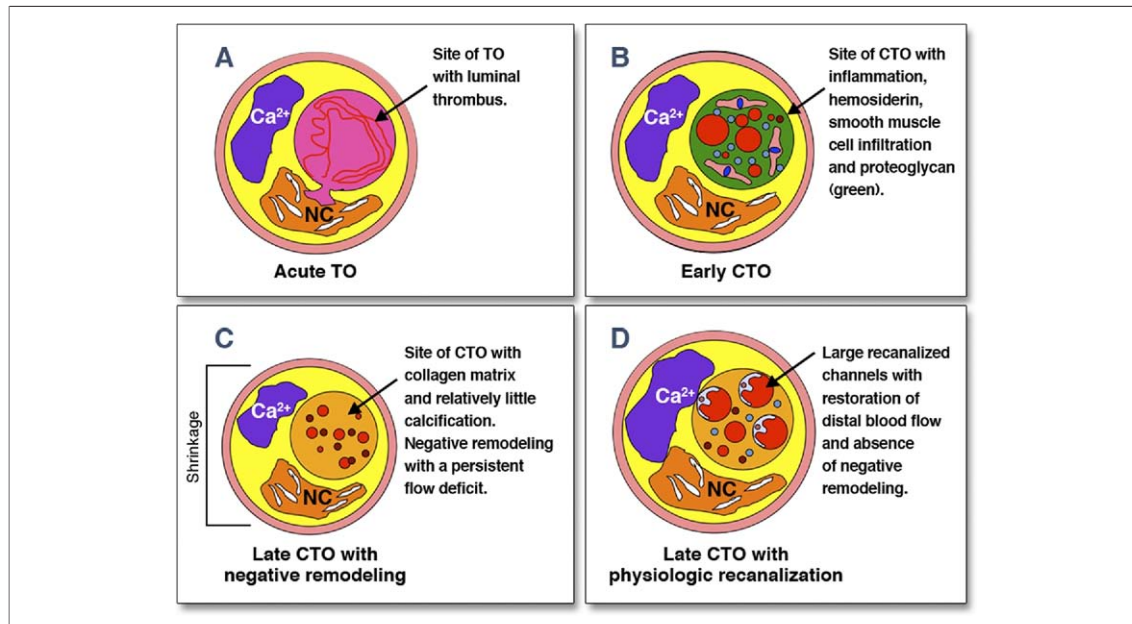 A
Site of TO
with luminal
thrombus.
Ca2+
NC
Acute TO
B
Site of CTO with
inflammation,
hemosiderin,
smooth muscle
cell infiltration
and proteoglycan
(green).
Ca2+
NC
Early CTO
C
Site of CTO with
collagen matrix
and relatively little
calcification.
Negative remodeling
with a persistent
flow deficit.
Shrinkage
Ca2+
NC
Late CTO with
negative remodeling
D
Large recanalized
channels with
restoration of
distal blood flow
and absence
of negative
remodeling.
Ca2+
NC
Late CTO with
physiologic recanalization